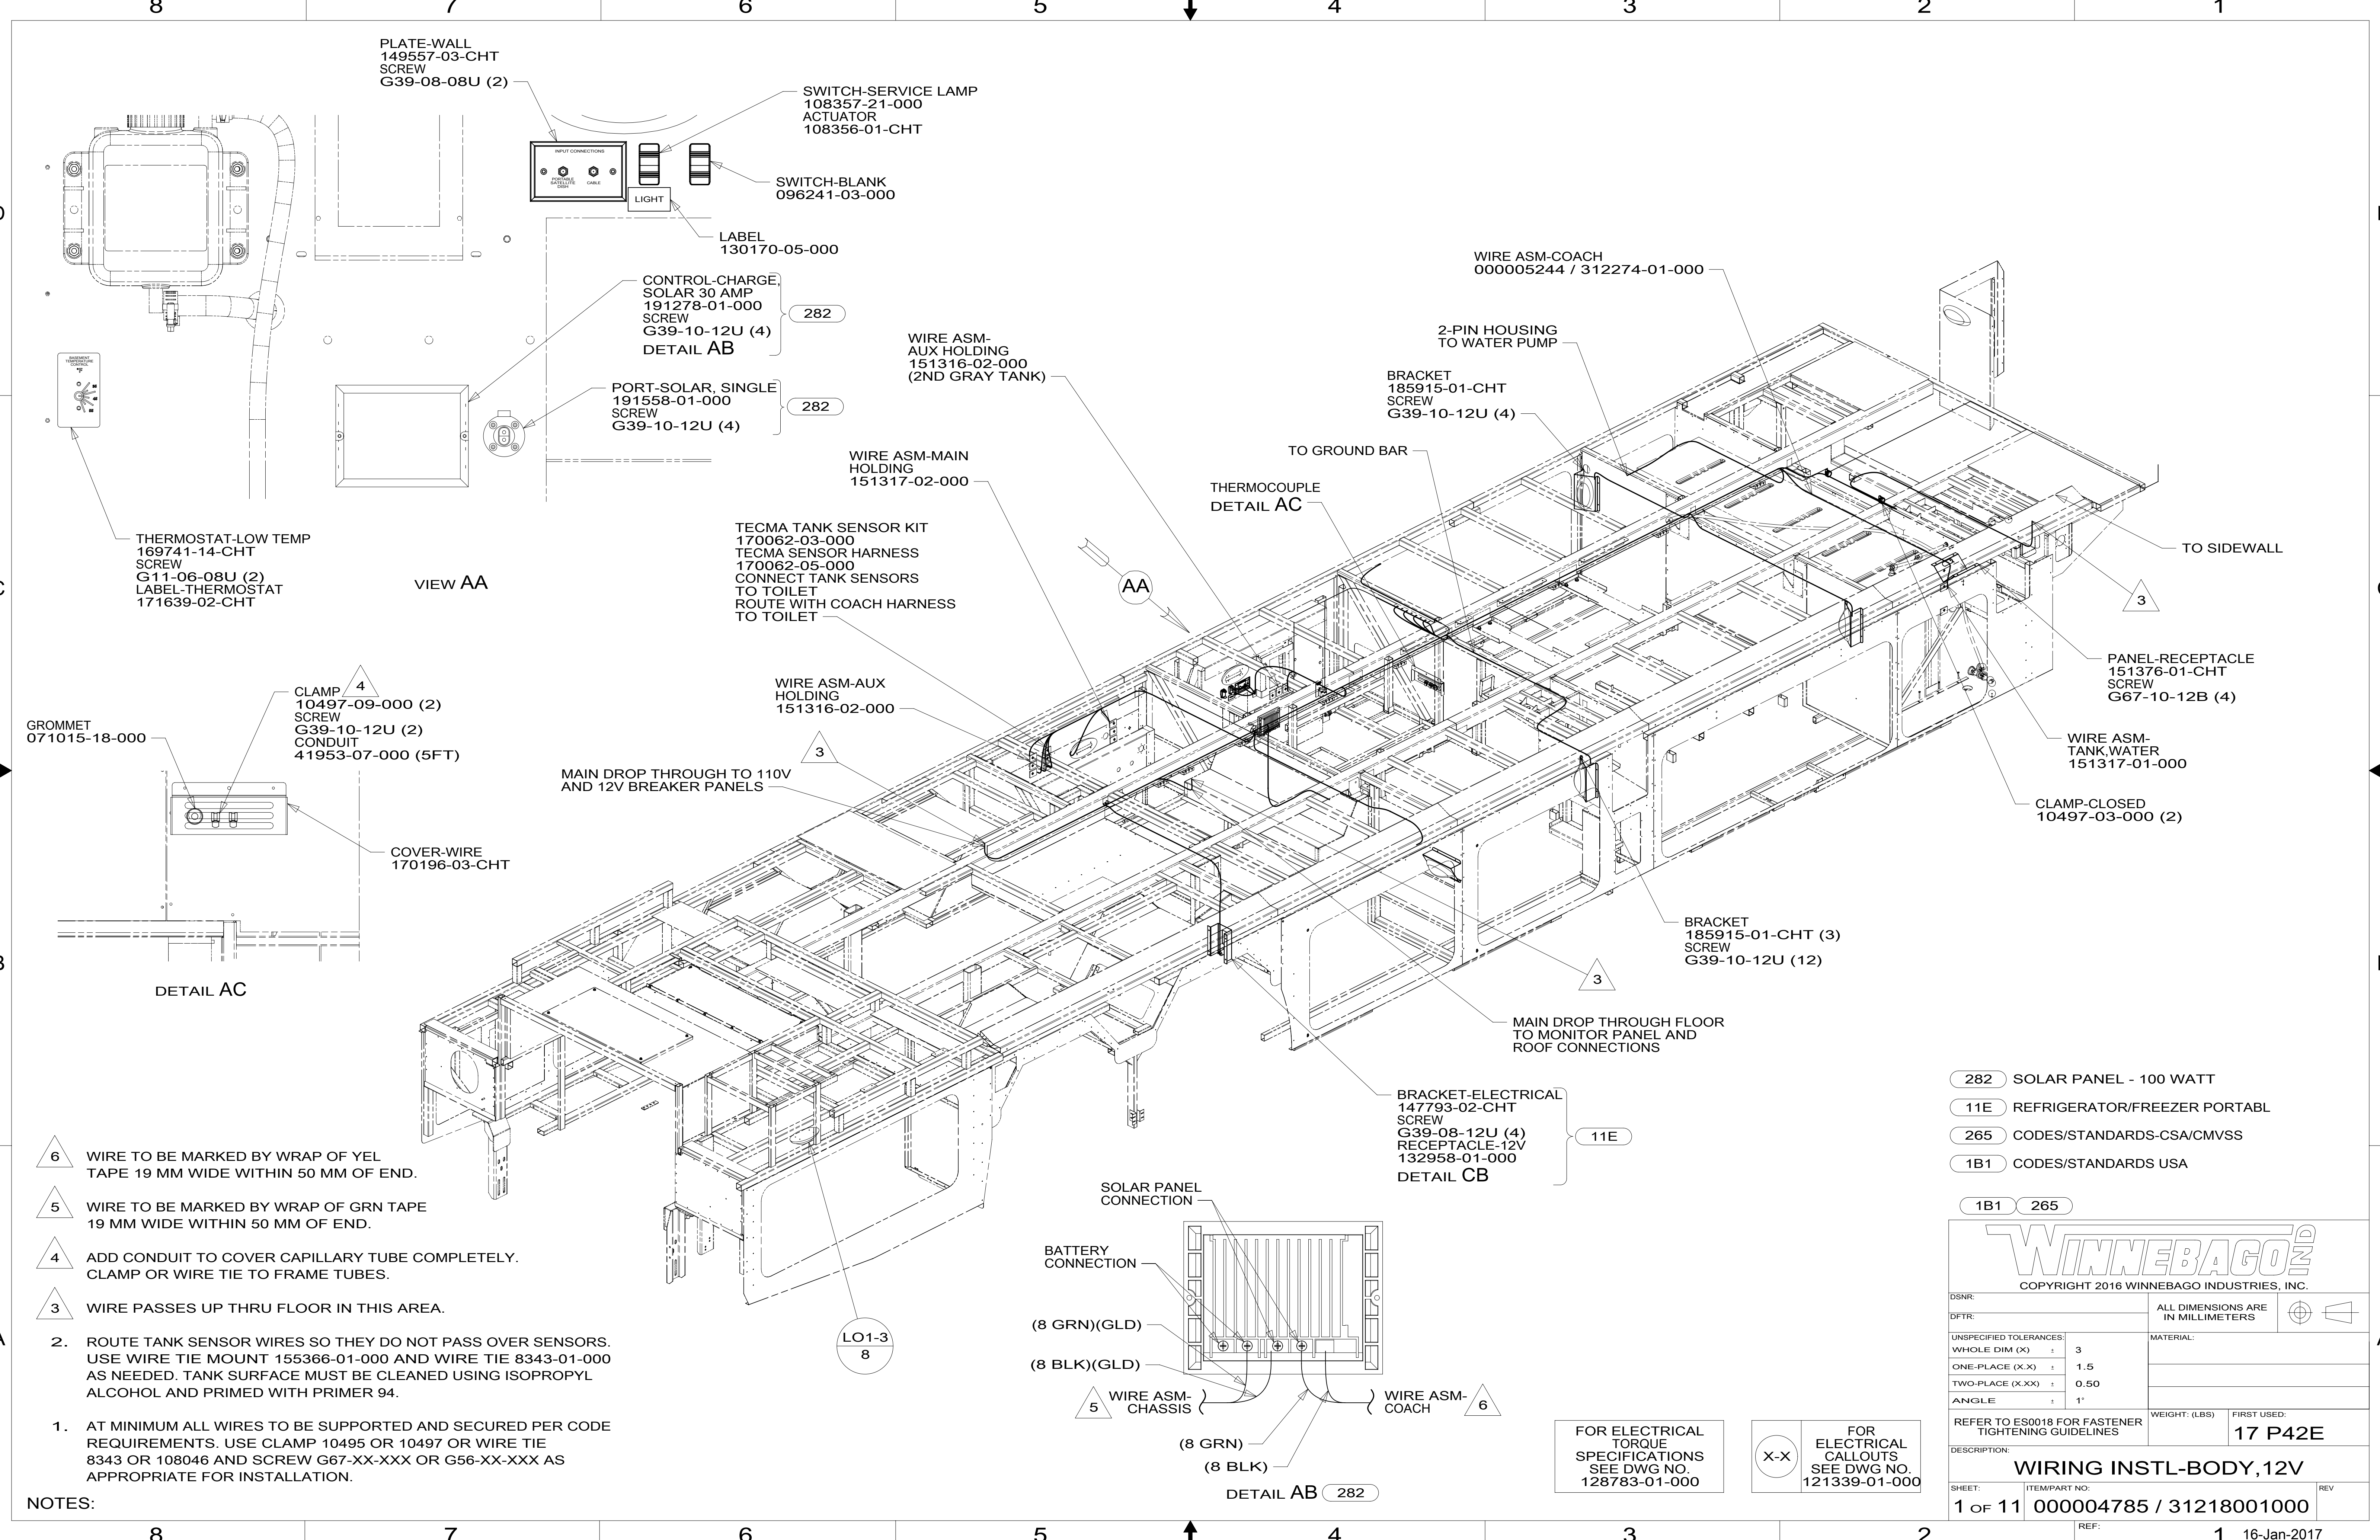 8 7 6 5 4 3 2 1
PLATE-WALL
149557-03-CHT
SCREW
G39-08-08U (2)
SWITCH-SERVICE LAMP
108357-21-000
ACTUATOR
108356-01-CHT
INPUT CONNECTIONS
PORTABLE
SATELLITE
DISH
CABLE
LIGHT
SWITCH-BLANK
096241-03-000
LABEL
130170-05-000
CONTROL-CHARGE,
SOLAR 30 AMP
191278-01-000
SCREW
G39-10-12U (4)
DETAIL AB
282
PORT-SOLAR, SINGLE
191558-01-000
SCREW
G39-10-12U (4)
282
BASEMENT
TEMPERATURE
CONTROL
THERMOSTAT-LOW TEMP
169741-14-CHT
SCREW
G11-06-08U (2)
LABEL-THERMOSTAT
171639-02-CHT
VIEW AA
WIRE ASM-
AUX HOLDING
151316-02-000
(2ND GRAY TANK)
WIRE ASM-MAIN
HOLDING
151317-02-000
TECMA TANK SENSOR KIT
170062-03-000
TECMA SENSOR HARNESS
170062-05-000
CONNECT TANK SENSORS
TO TOILET
ROUTE WITH COACH HARNESS
TO TOILET
WIRE ASM-AUX
HOLDING
151316-02-000
3
MAIN DROP THROUGH TO 110V
AND 12V BREAKER PANELS
WIRE ASM-COACH
000005244 / 312274-01-000
2-PIN HOUSING
TO WATER PUMP
BRACKET
185915-01-CHT
SCREW
G39-10-12U (4)
TO GROUND BAR
THERMOCOUPLE
DETAIL AC
AA
TO SIDEWALL
3
PANEL-RECEPTACLE
151376-01-CHT
SCREW
G67-10-12B (4)
WIRE ASM-
TANK,WATER
151317-01-000
CLAMP-CLOSED
10497-03-000 (2)
BRACKET
185915-01-CHT (3)
SCREW
G39-10-12U (12)
3
MAIN DROP THROUGH FLOOR
TO MONITOR PANEL AND
ROOF CONNECTIONS
BRACKET-ELECTRICAL
147793-02-CHT
SCREW
G39-08-12U (4)
RECEPTACLE-12V
132958-01-000
DETAIL CB
11E
GROMMET
071015-18-000
CLAMP 4
10497-09-000 (2)
SCREW
G39-10-12U (2)
CONDUIT
41953-07-000 (5FT)
COVER-WIRE
170196-03-CHT
DETAIL AC
6 WIRE TO BE MARKED BY WRAP OF YEL
TAPE 19 MM WIDE WITHIN 50 MM OF END.
5 WIRE TO BE MARKED BY WRAP OF GRN TAPE
19 MM WIDE WITHIN 50 MM OF END.
4 ADD CONDUIT TO COVER CAPILLARY TUBE COMPLETELY.
CLAMP OR WIRE TIE TO FRAME TUBES.
3 WIRE PASSES UP THRU FLOOR IN THIS AREA.
2. ROUTE TANK SENSOR WIRES SO THEY DO NOT PASS OVER SENSORS.
USE WIRE TIE MOUNT 155366-01-000 AND WIRE TIE 8343-01-000
AS NEEDED. TANK SURFACE MUST BE CLEANED USING ISOPROPYL
ALCOHOL AND PRIMED WITH PRIMER 94.
1. AT MINIMUM ALL WIRES TO BE SUPPORTED AND SECURED PER CODE
REQUIREMENTS. USE CLAMP 10495 OR 10497 OR WIRE TIE
8343 OR 108046 AND SCREW G67-XX-XXX OR G56-XX-XXX AS
APPROPRIATE FOR INSTALLATION.
NOTES:
LO1-3
8
SOLAR PANEL
CONNECTION
BATTERY
CONNECTION
(8 GRN)(GLD)
(8 BLK)(GLD)
5 WIRE ASM-
CHASSIS
WIRE ASM-
COACH 6
(8 GRN)
(8 BLK)
DETAIL AB 282
FOR ELECTRICAL
TORQUE
SPECIFICATIONS
SEE DWG NO.
128783-01-000
X-X
FOR
ELECTRICAL
CALLOUTS
SEE DWG NO.
121339-01-000
282 SOLAR PANEL - 100 WATT
11E REFRIGERATOR/FREEZER PORTABL
265 CODES/STANDARDS-CSA/CMVSS
1B1 CODES/STANDARDS USA
1B1 265
WINNEBAGO IND
COPYRIGHT 2016 WINNEBAGO INDUSTRIES, INC.
DSNR:
DFTR:
ALL DIMENSIONS ARE
IN MILLIMETERS
UNSPECIFIED TOLERANCES:
WHOLE DIM (X) ± 3
ONE-PLACE (X.X) ± 1.5
TWO-PLACE (X.XX) ± 0.50
ANGLE ± 1°
MATERIAL:
REFER TO ES0018 FOR FASTENER
TIGHTENING GUIDELINES
WEIGHT: (LBS)
FIRST USED:
17 P42E
DESCRIPTION:
WIRING INSTL-BODY,12V
SHEET:
1 OF 11
ITEM/PART NO:
000004785 / 31218001000
REV
REF:
8 7 6 5 4 3 2 1
16-Jan-2017